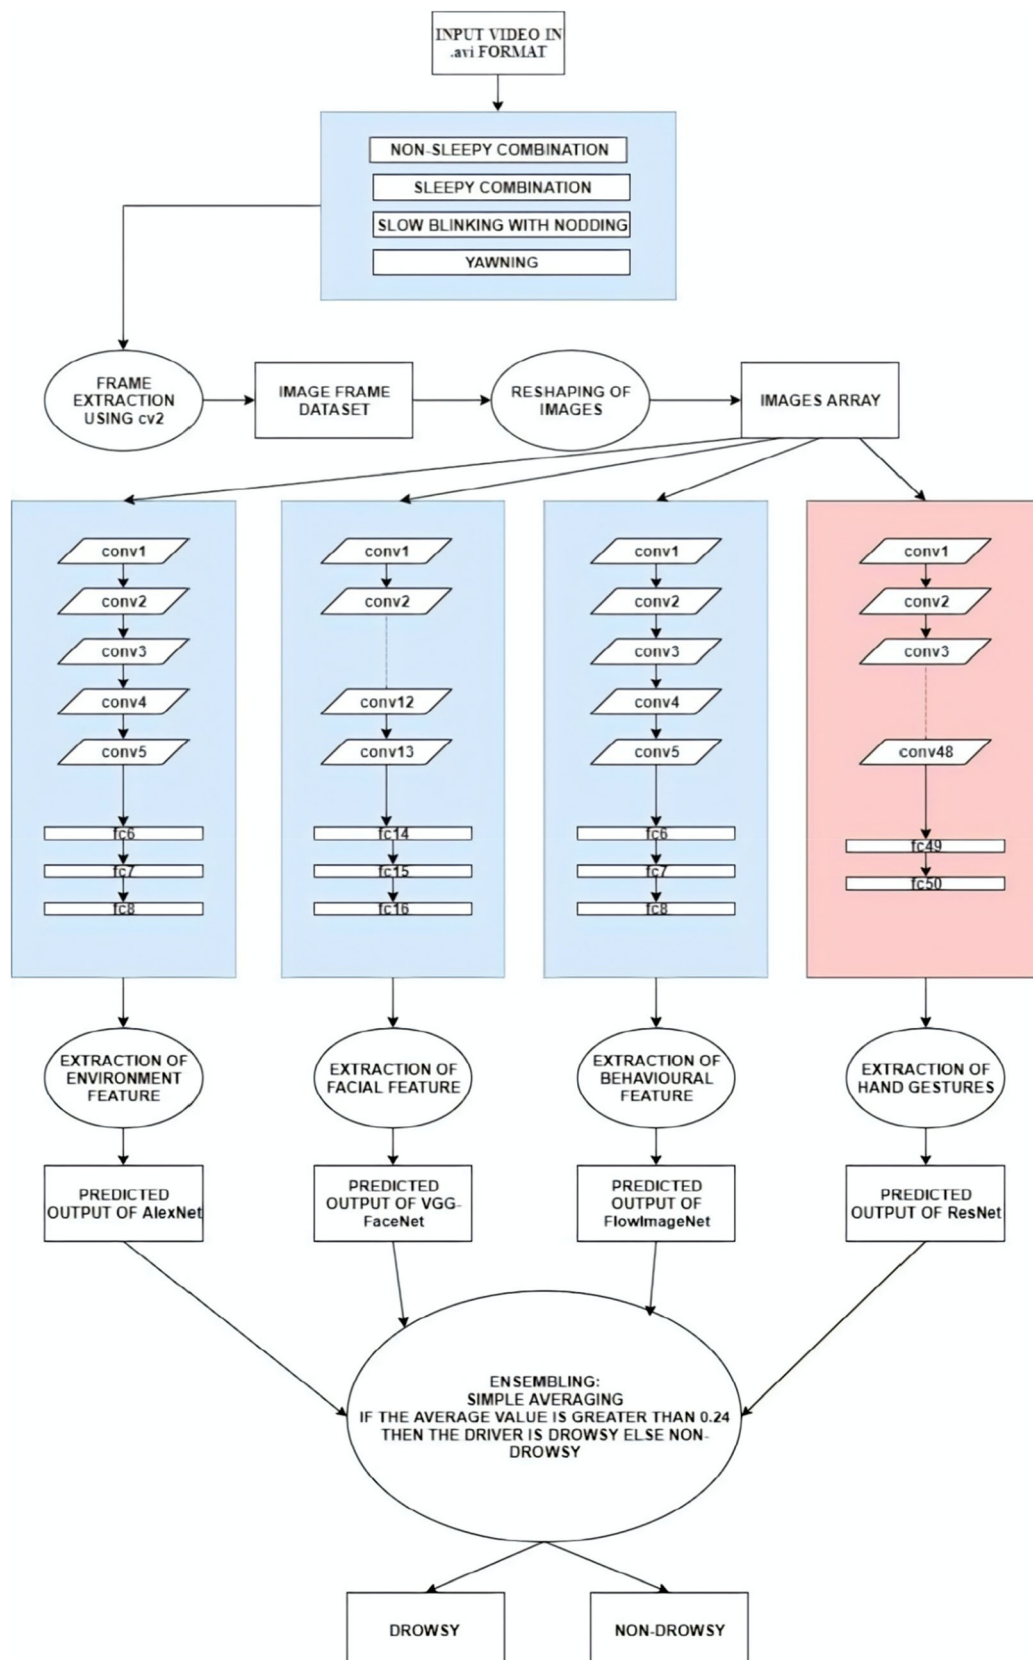 INPUT VIDEO IN
.avi FORMAT
NON-SLEEPY COMBINATION
SLEEPY COMBINATION
SLOW BLINKING WITH NODDING
YAWNING
FRAME
EXTRACTION
USING cv2
IMAGE FRAME
DATASET
RESHAPING OF
IMAGES
IMAGES ARRAY
conv1
conv2
conv3
conv4
conv5
fc6
fc7
fc8
conv1
conv2
conv12
conv13
fc14
fc15
fc16
conv1
conv2
conv3
conv4
conv5
fc6
fc7
fc8
conv1
conv2
conv3
conv48
fc49
fc50
EXTRACTION OF
ENVIRONMENT
FEATURE
EXTRACTION OF
FACIAL FEATURE
EXTRACTION OF
BEHAVIOURAL
FEATURE
EXTRACTION OF
HAND GESTURES
PREDICTED
OUTPUT OF AlexNet
PREDICTED
OUTPUT OF VGG-
FaceNet
PREDICTED
OUTPUT OF
FlowImageNet
PREDICTED
OUTPUT OF ResNet
ENSEMBLING:
SIMPLE AVERAGING
IF THE AVERAGE VALUE IS GREATER THAN 0.24
THEN THE DRIVER IS DROWSY ELSE NON-
DROWSY
DROWSY
NON-DROWSY